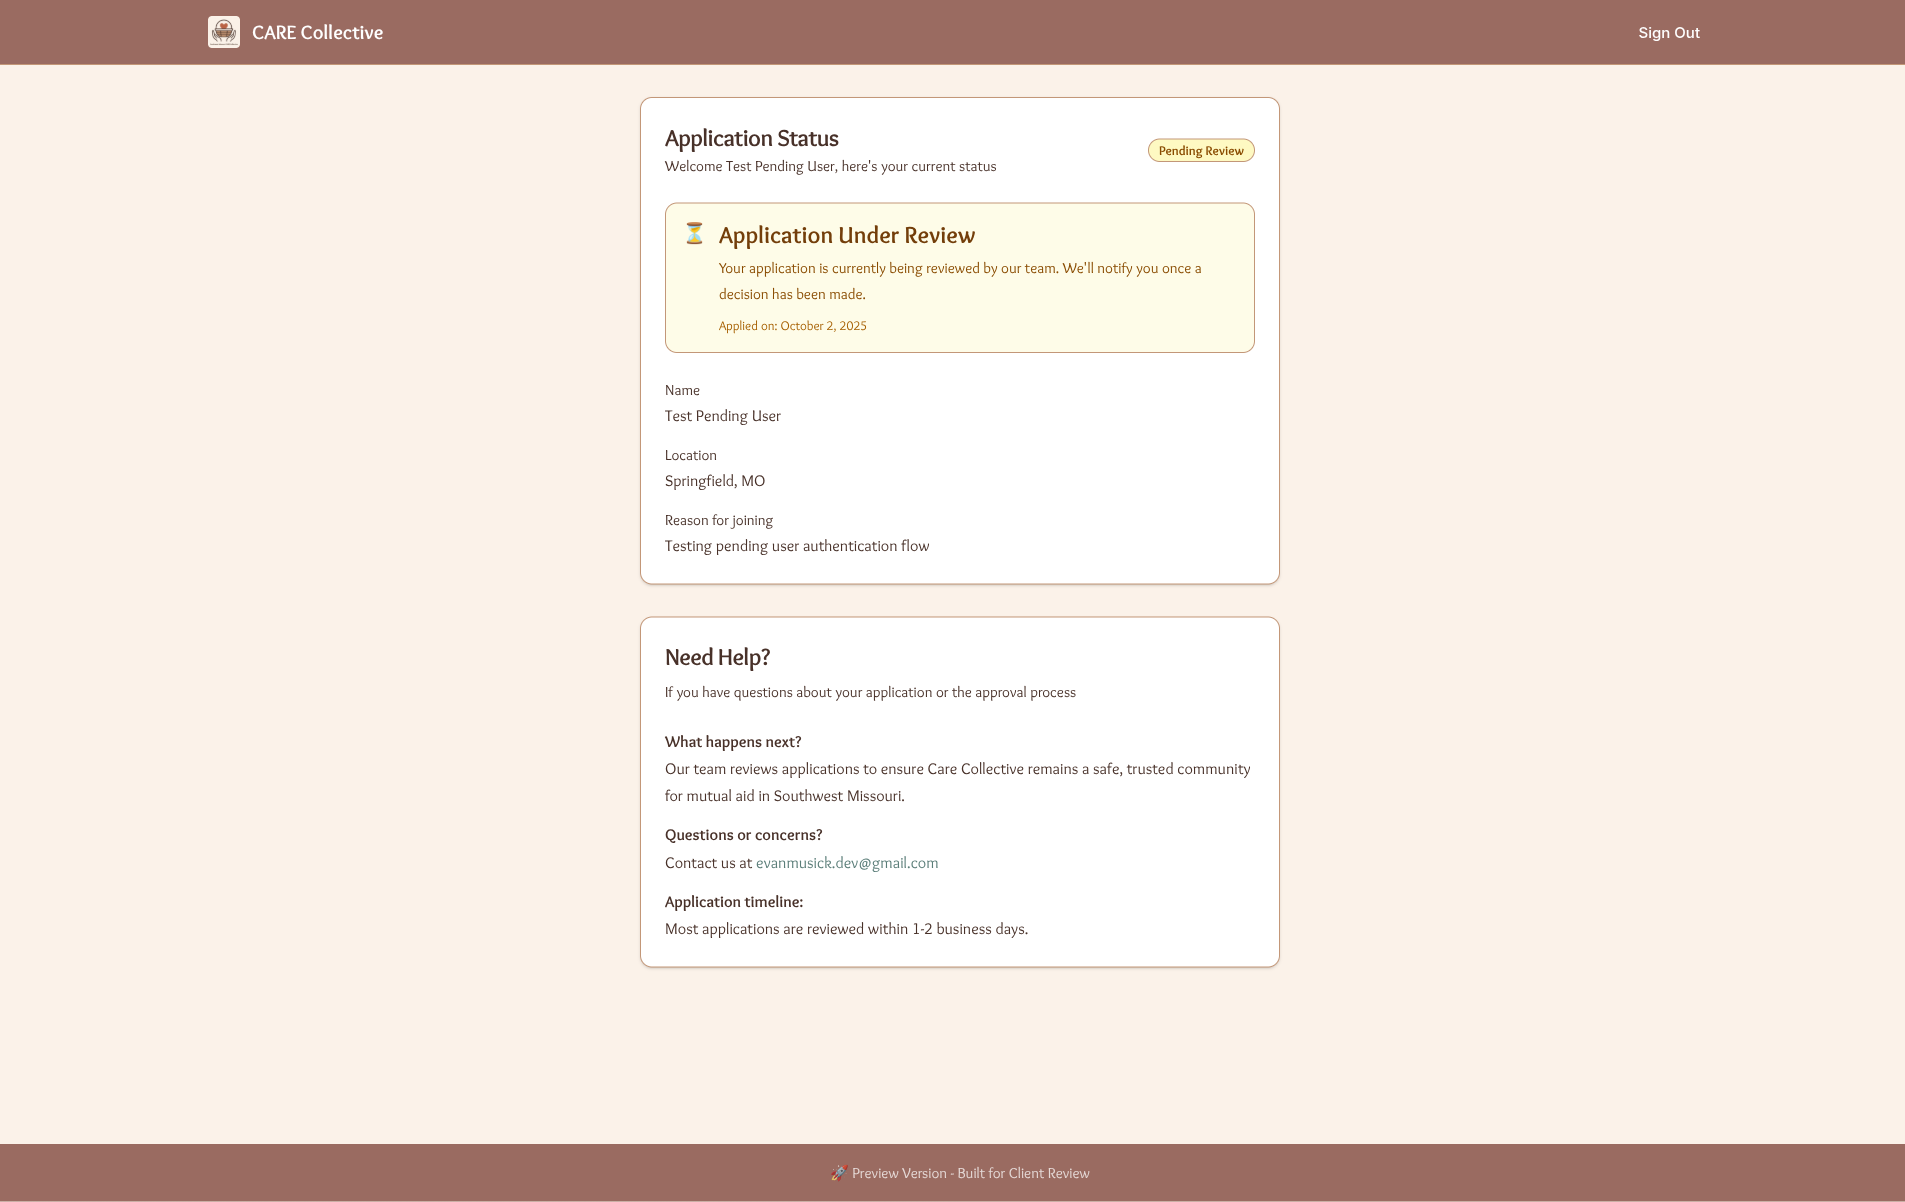 CARE Collective
Sign Out
Application Status
Welcome Test Pending User, here's your current status
Pending Review
Application Under Review
Your application is currently being reviewed by our team. We'll notify you once a
decision has been made.
Applied on: October 2, 2025
Name
Test Pending User
Location
Springfield, MO
Reason for joining
Testing pending user authentication flow
Need Help?
If you have questions about your application or the approval process
What happens next?
Our team reviews applications to ensure Care Collective remains a safe, trusted community
for mutual aid in Southwest Missouri.
Questions or concerns?
Contact us at evanmusick.dev@gmail.com
Application timeline:
Most applications are reviewed within 1-2 business days.
🚀 Preview Version - Built for Client Review